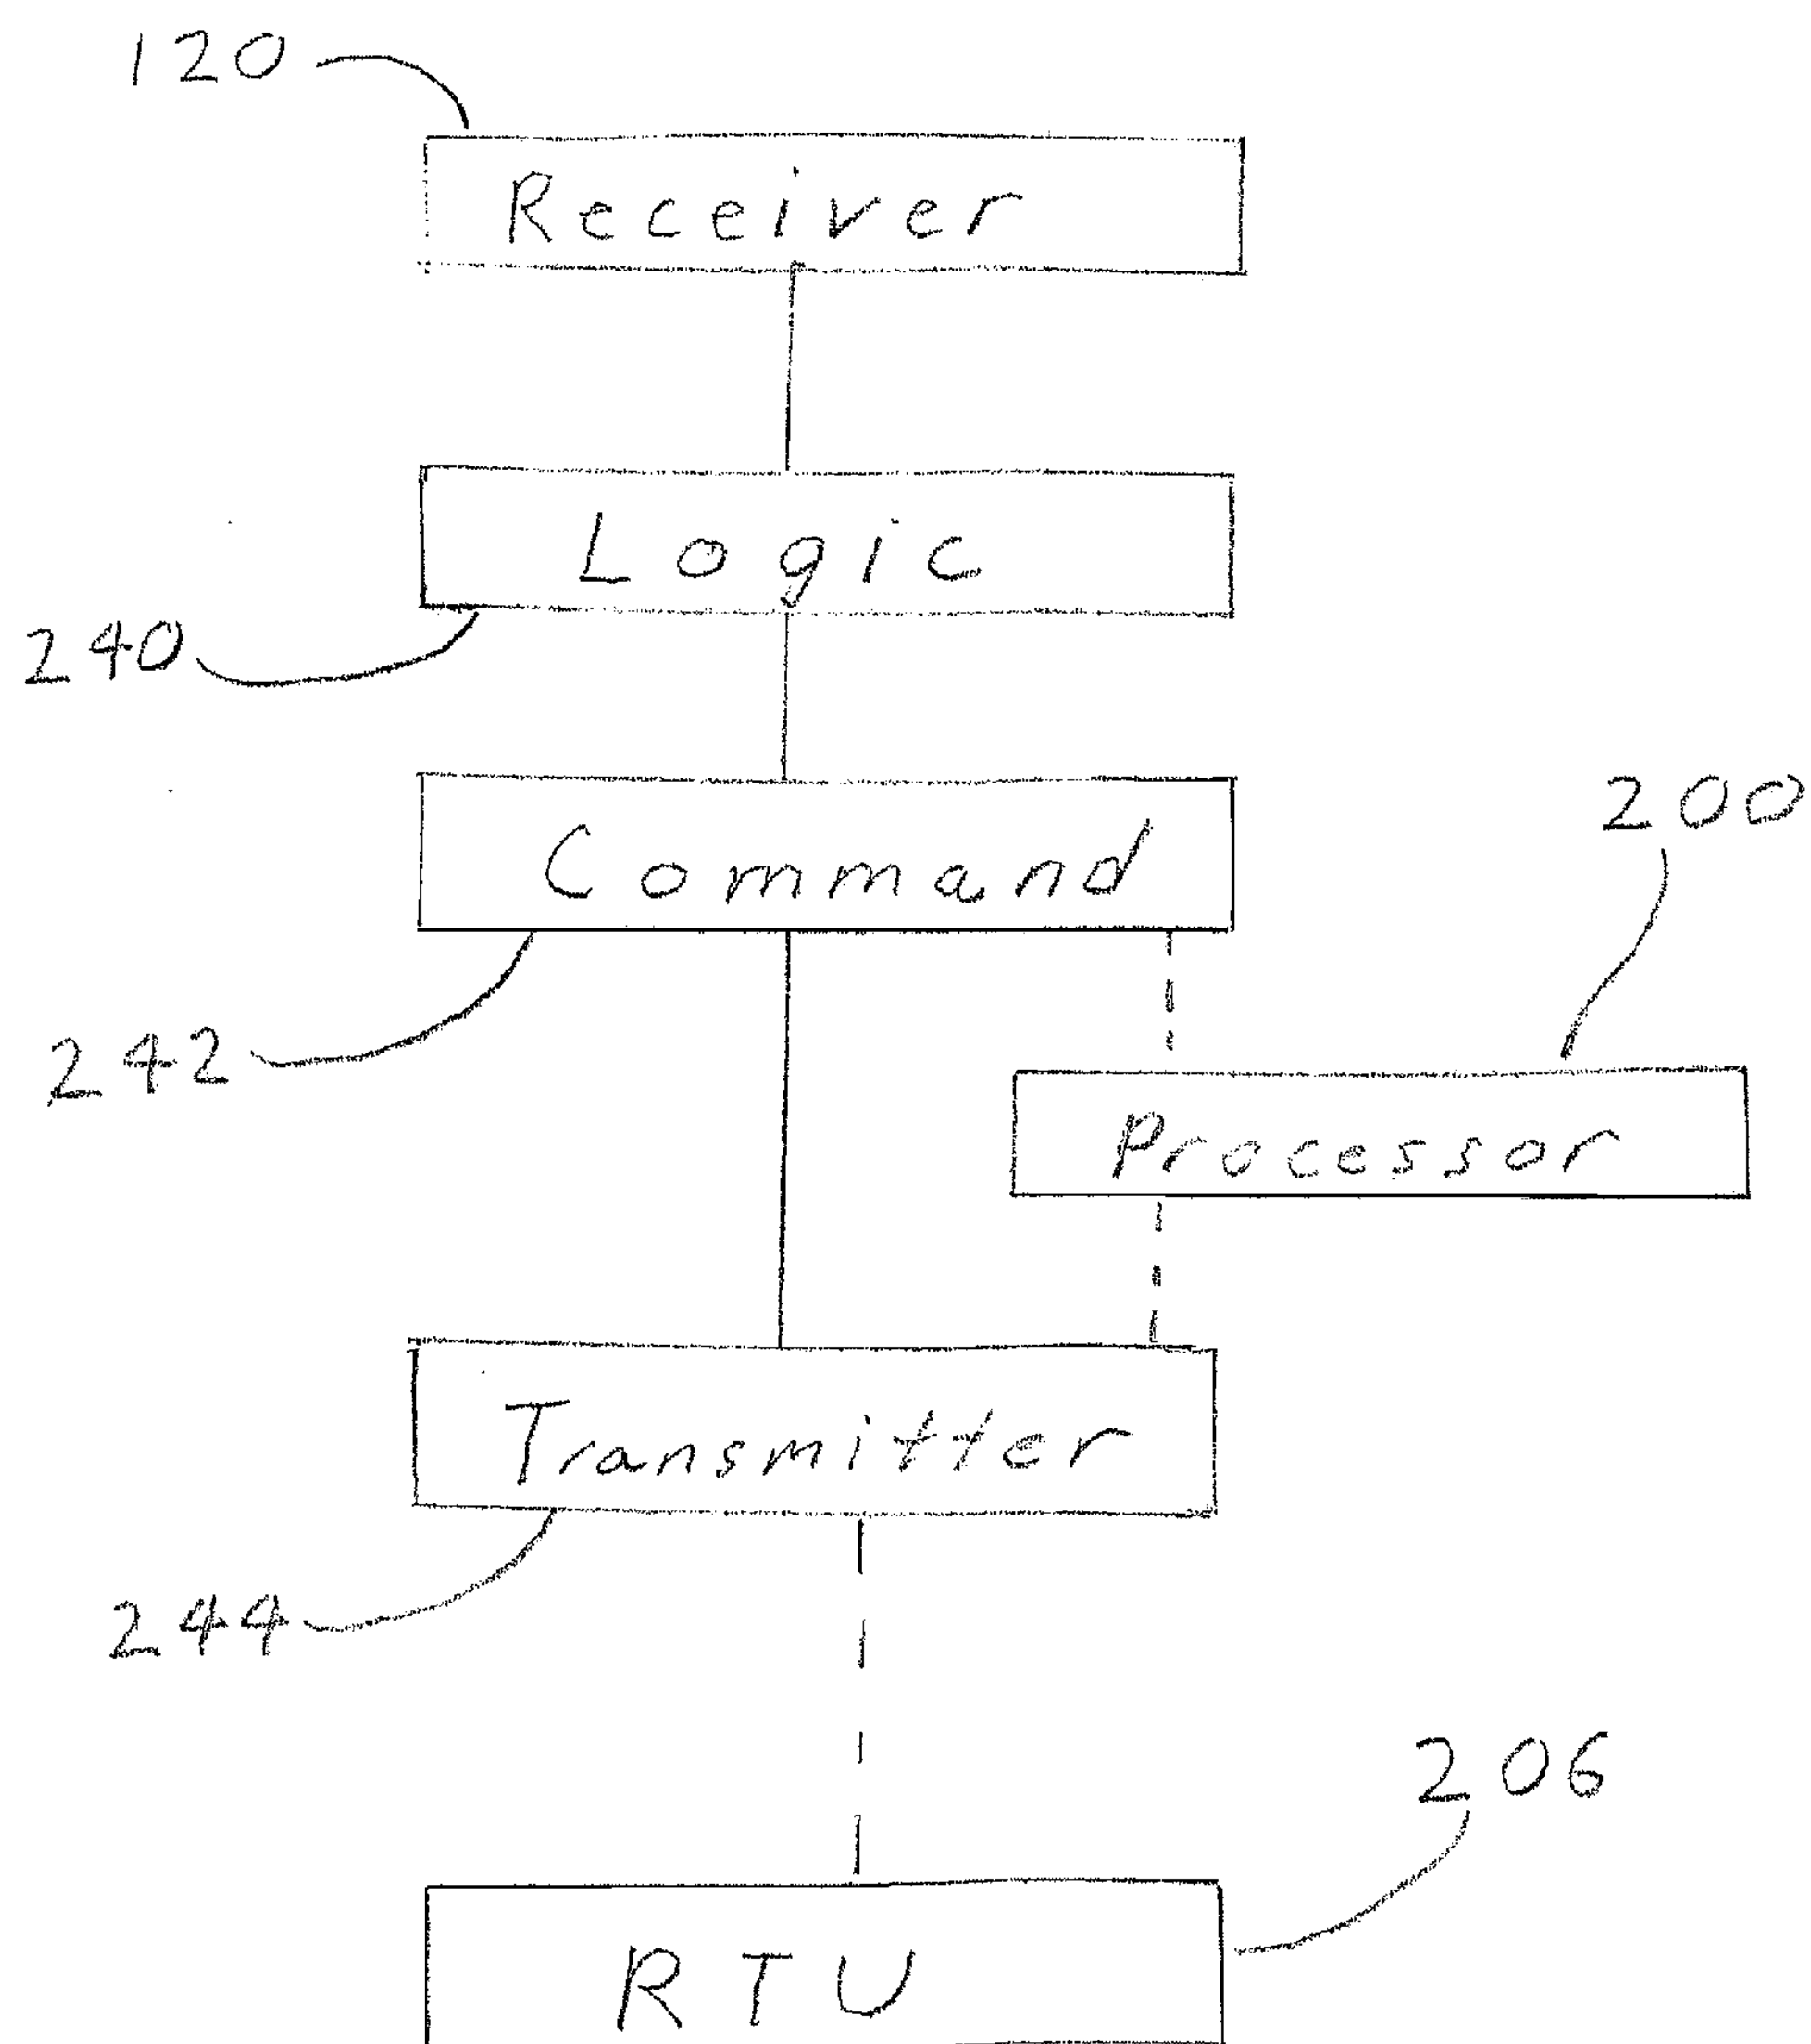 120
Receiver
Logic
240
Command
200
242
Processor
Transmitter
244
206
RTU